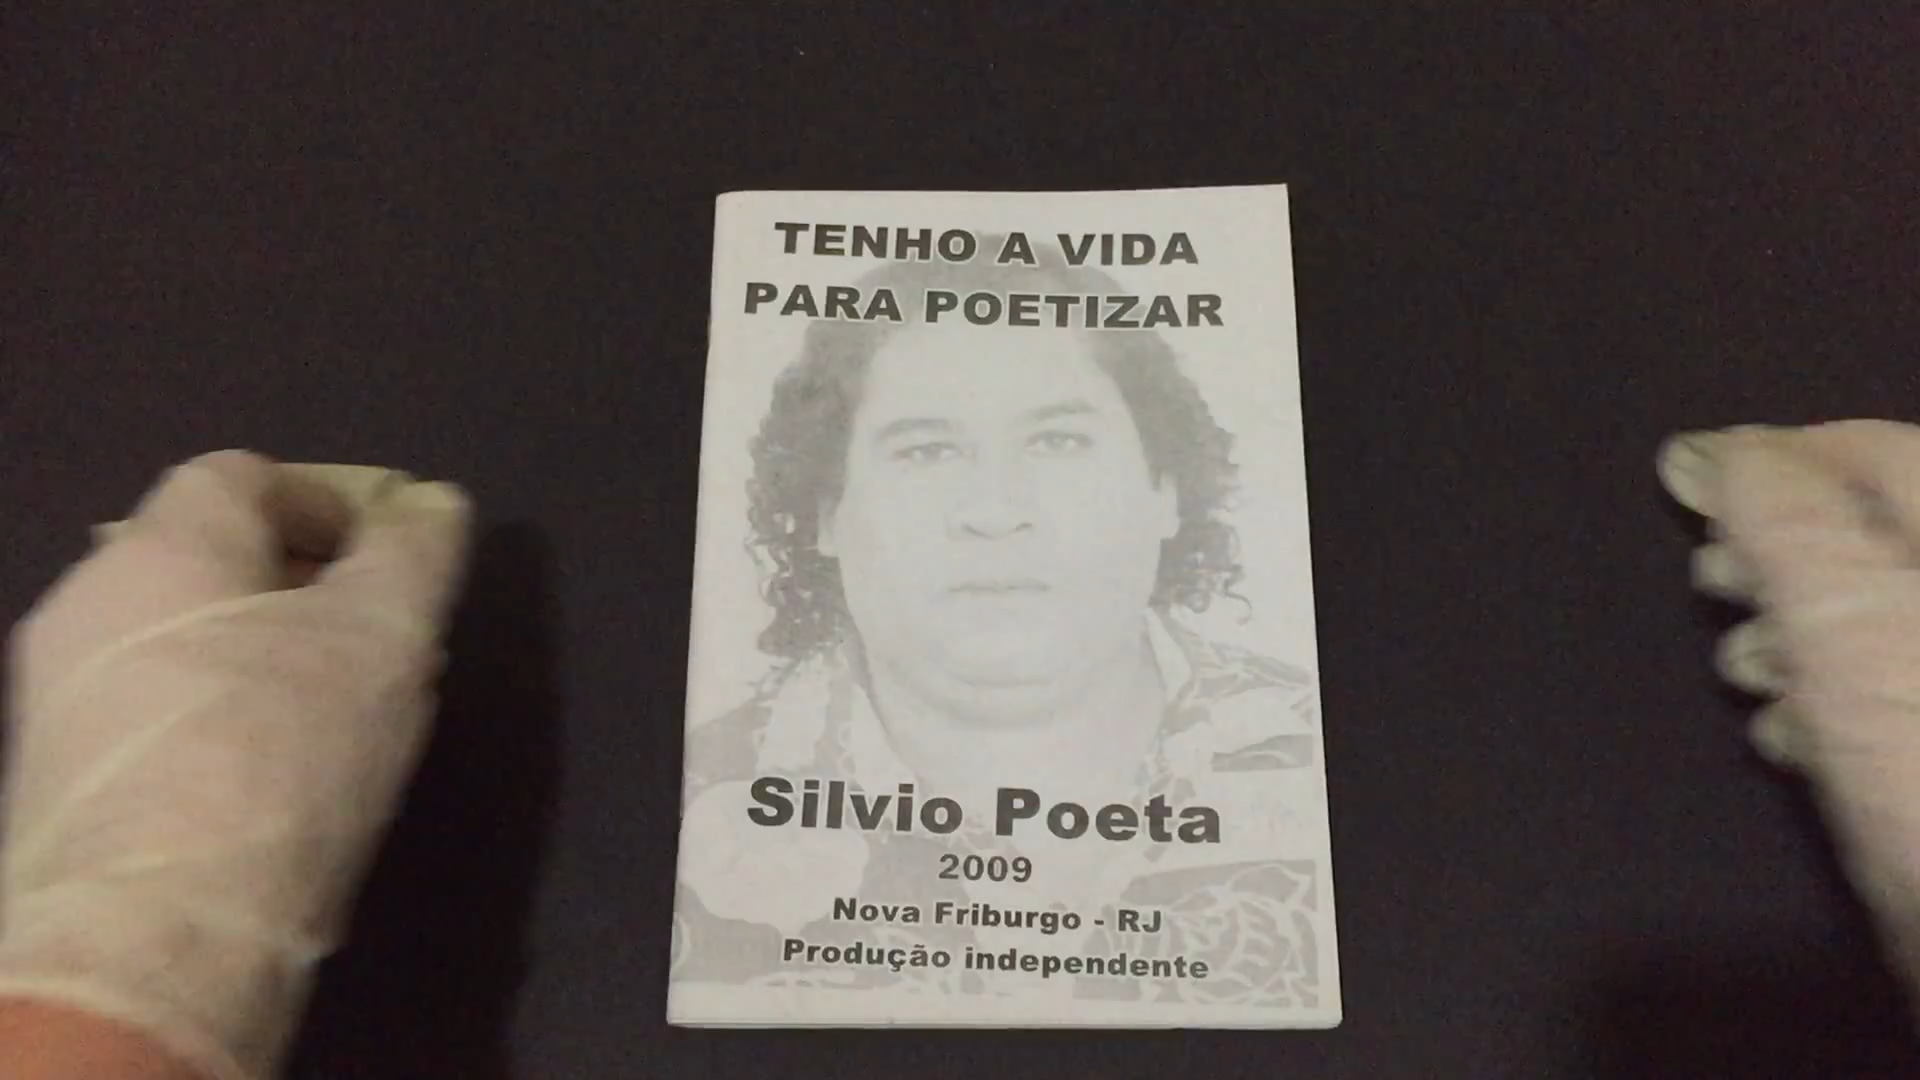 TENHO A VIDA
PARA POETIZAR
Silvio Poeta
2009
Nova Friburgo - RJ
Produção independente